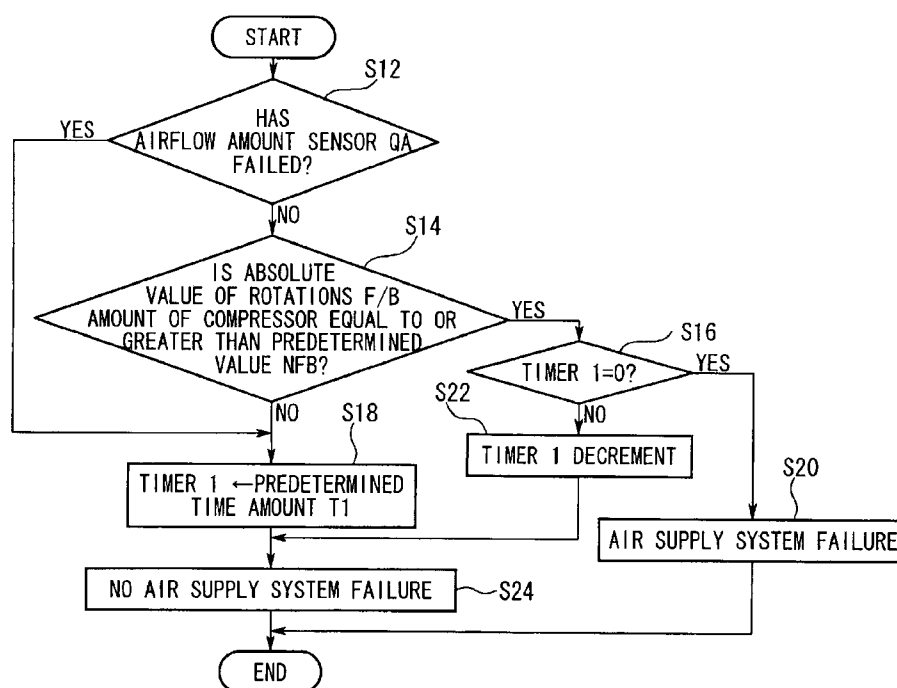 START
S12
HAS
AIRFLOW AMOUNT SENSOR QA
FAILED?
YES
NO
S14
IS ABSOLUTE
VALUE OF ROTATIONS F/B
AMOUNT OF COMPRESSOR EQUAL TO OR
GREATER THAN PREDETERMINED
VALUE NFB?
YES
NO
S16
TIMER 1=0?
YES
NO
S22
TIMER 1 DECREMENT
S18
TIMER 1 ←PREDETERMINED
TIME AMOUNT T1
S20
AIR SUPPLY SYSTEM FAILURE
NO AIR SUPPLY SYSTEM FAILURE
S24
END